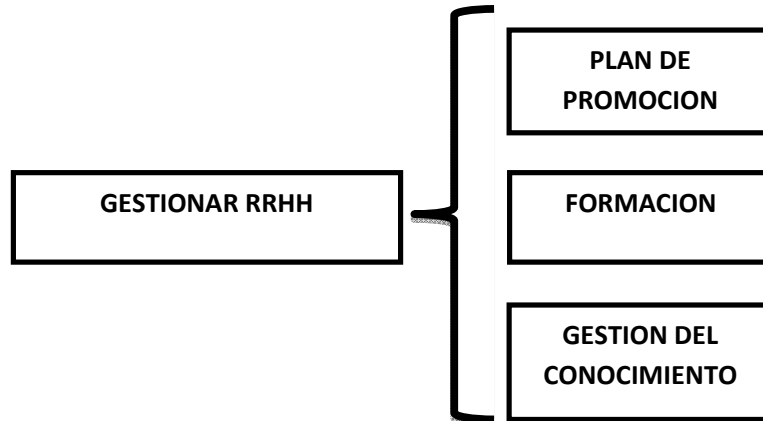 PLAN DE
PROMOCION
GESTIONAR RRHH
FORMACION
GESTION DEL
CONOCIMIENTO